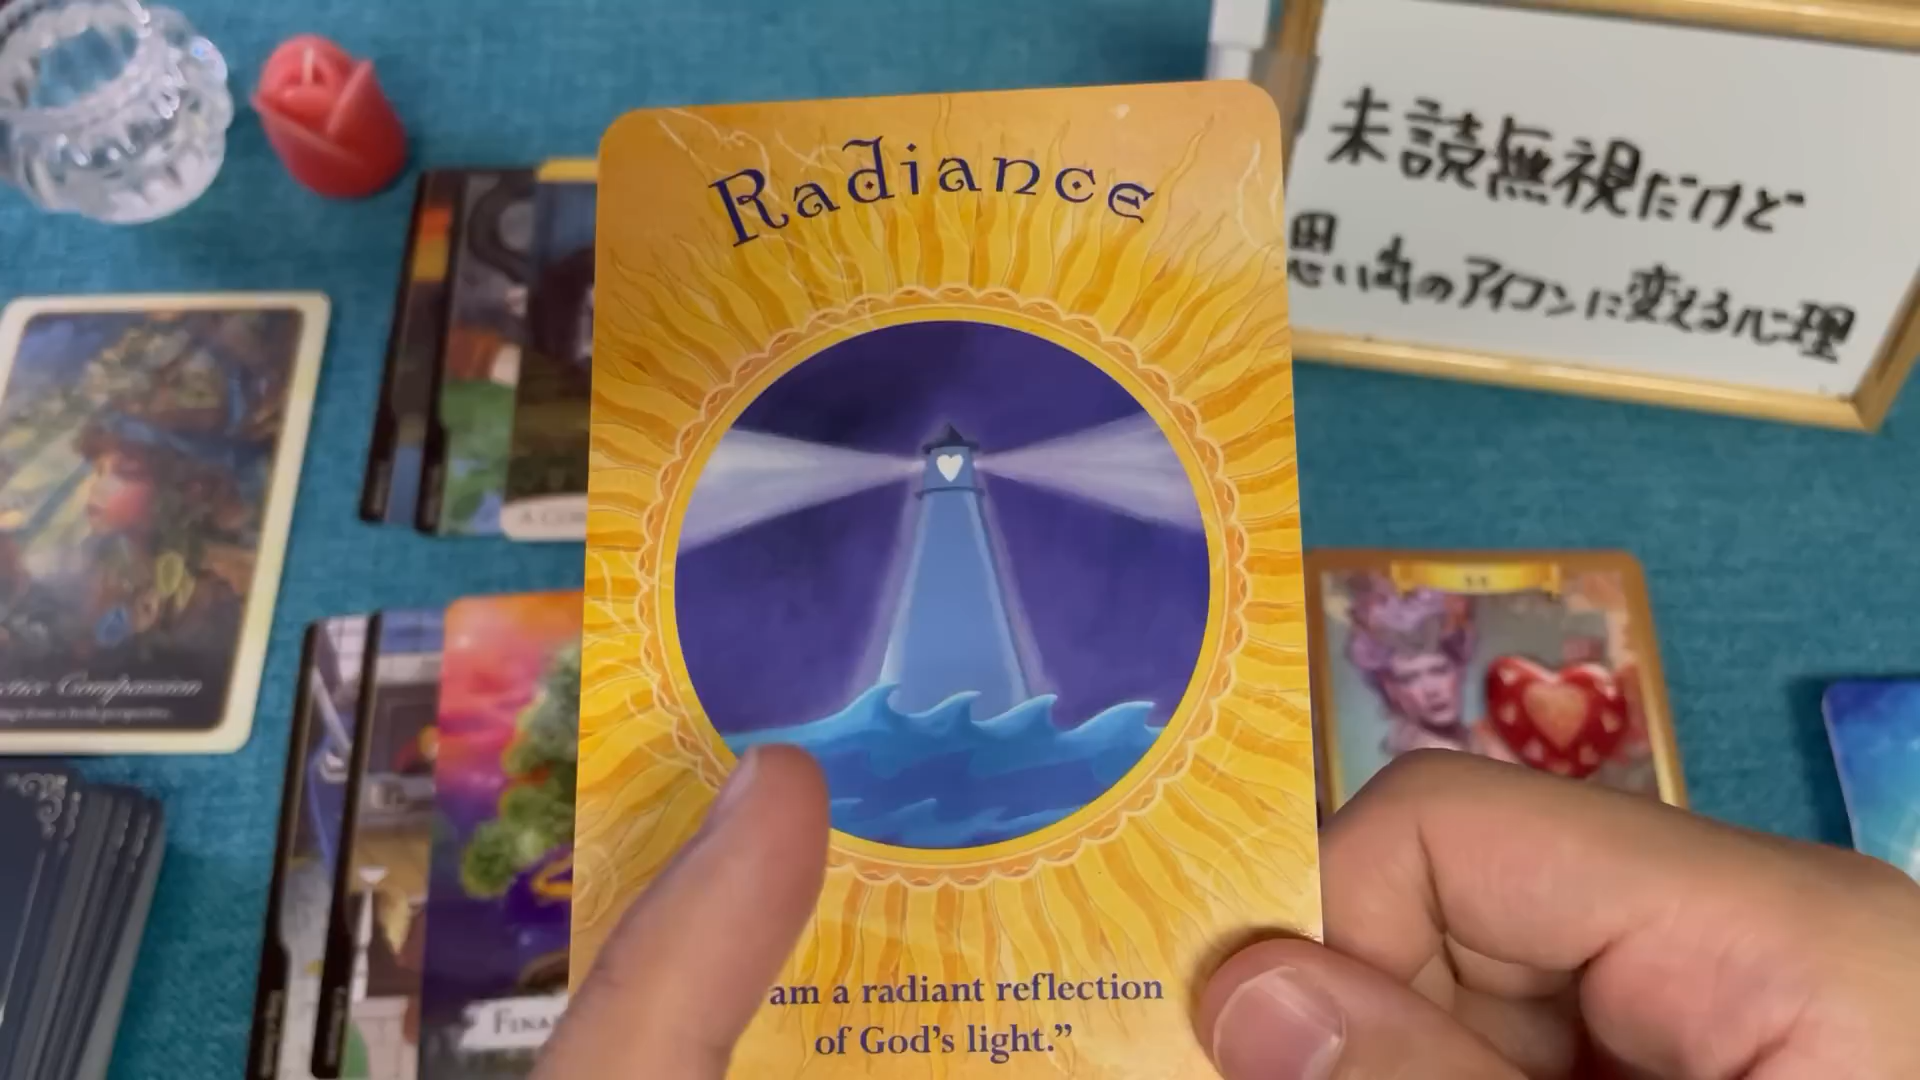 Radiance
未読無視だけど
思い出のアイコンに変える心理
am a radiant reflection
of God’s light.”
Compassion